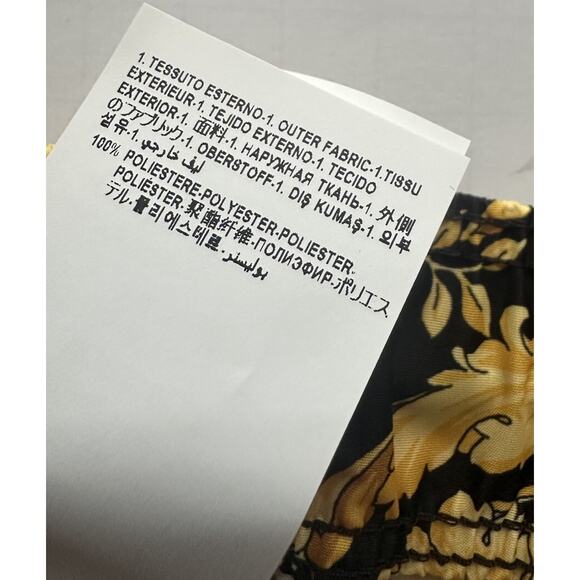 1. TESSUTO ESTERNO-1. OUTER FABRIC-1.TISSU
EXTERIEUR-1. TEJIDO EXTERNO-1. TECIDO
EXTERIOR-1. 面料-1. НАРУЖНАЯ ТКАНЬ-1. 外側
のファブリック-1. OBERSTOFF-1. DIŞ KUMAŞ-1. 외부
섬유-1. ليف خارجي
100% POLIESTERE-POLYESTER-POLIESTER-
POLIÉSTER-聚酯纤维-ПОЛИЭФИР-ポリエス
テル-폴리에스테르-بوليستر